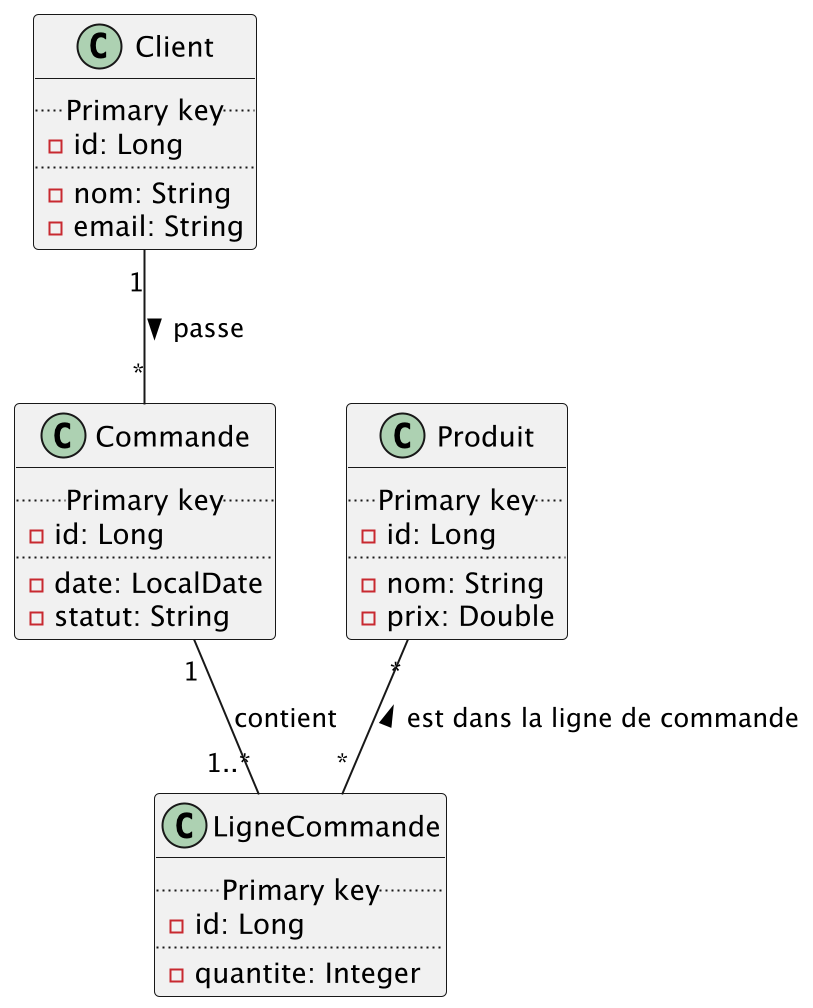 C Client
Primary key
id: Long
nom: String
email: String
1
passe
*
C Commande
Primary key
id: Long
date: LocalDate
statut: String
C Produit
Primary key
id: Long
nom: String
prix: Double
1
*
contient
est dans la ligne de commande
1..*
*
C LigneCommande
Primary key
id: Long
quantite: Integer